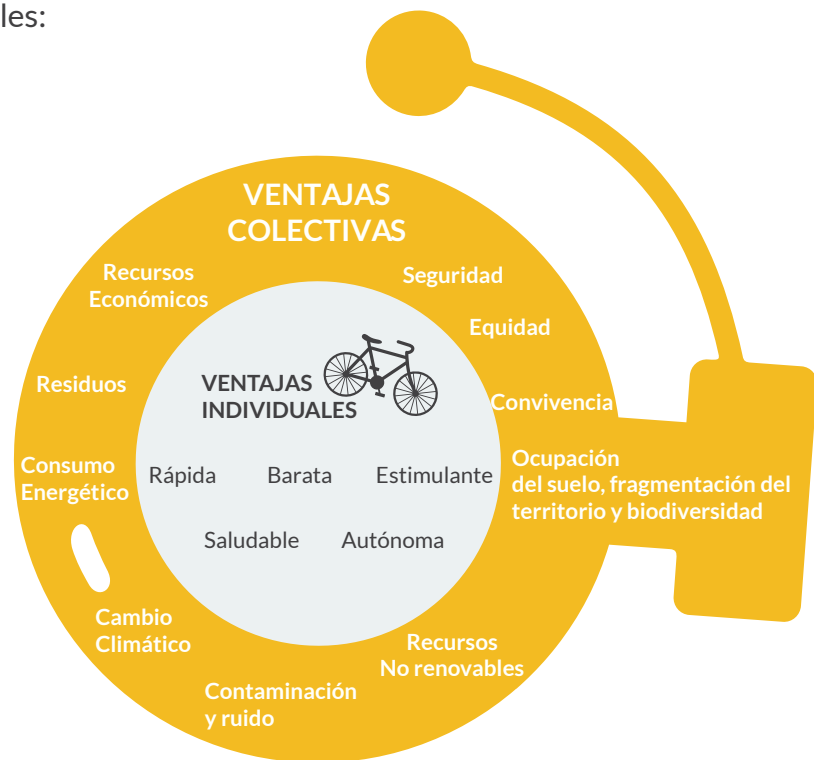 les:
VENTAJAS
COLECTIVAS
Recursos
Económicos
Seguridad
Equidad
Residuos
VENTAJAS
INDIVIDUALES
Convivencia
Consumo
Energético
Rápida
Barata
Estimulante
Ocupación
del suelo, fragmentación del
territorio y biodiversidad
Saludable
Autónoma
Cambio
Climático
Recursos
No renovables
Contaminación
y ruido